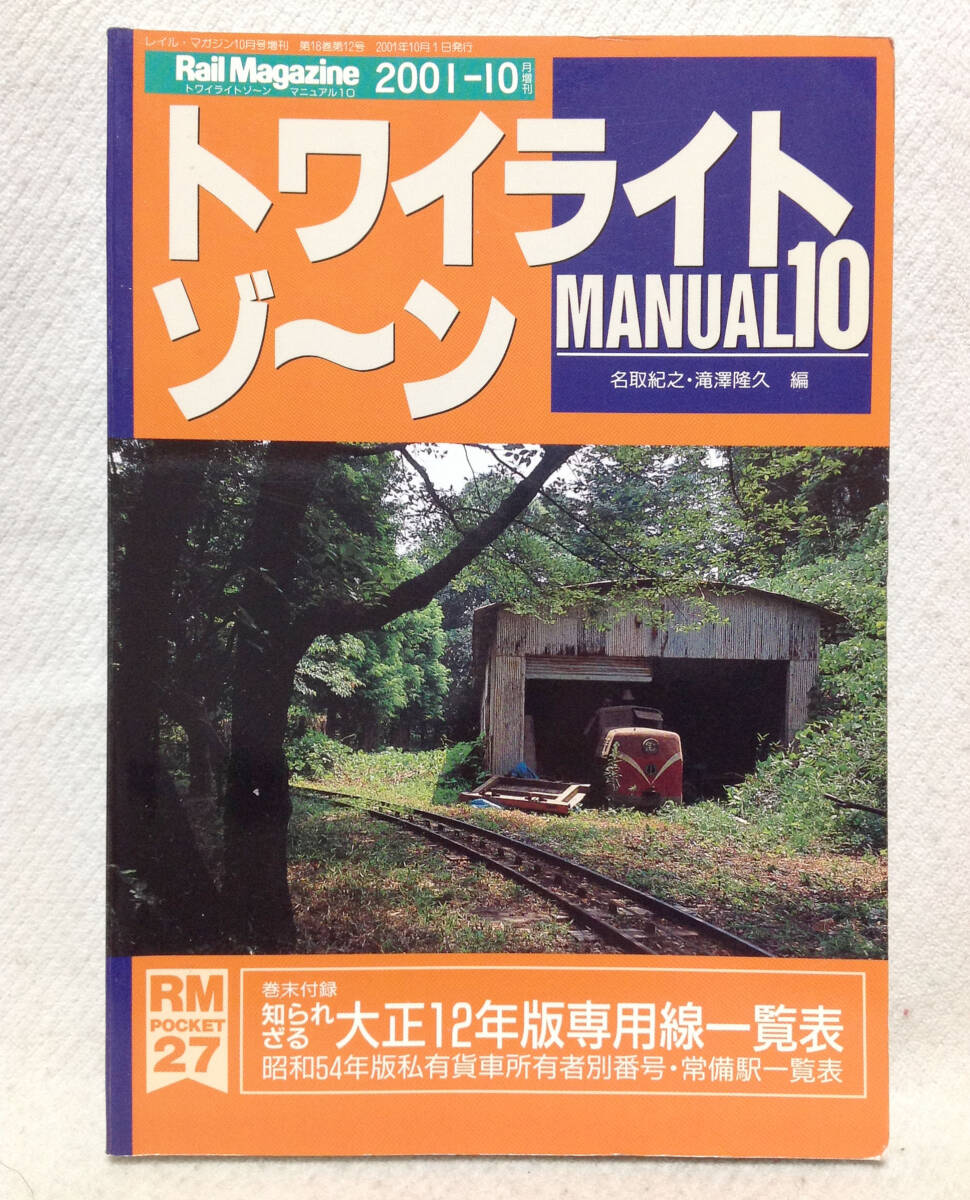 レイル・マガジン10月号増刊 第18巻第12号 2001年10月1日発行
Rail Magazine 2001-10月増刊
トワイライトゾ〜ン マニュアル10
トワイライト
ゾ〜ン
MANUAL10
名取紀之・滝澤隆久 編
RM
POCKET
27
巻末付録
知られざる大正12年版専用線一覧表
昭和54年版私有貨車所有者別番号・常備駅一覧表